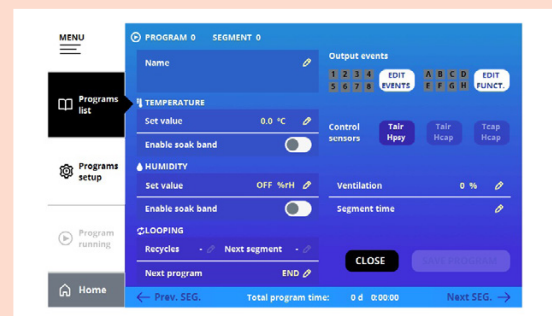 MENU
PROGRAM 0 SEGMENT 0
Name
Output events
1 2 3 4
5 6 7 8
EDIT
EVENTS
A B C D
E F G H
EDIT
FUNCT.
Programs
list
TEMPERATURE
Set value 0.0 °C
Enable soak band
Control
sensors
Tair
Hpsy
Tair
Hcap
Tcap
Hcap
HUMIDITY
Programs
setup
Set value OFF %rH
Ventilation 0 %
Enable soak band
Segment time
LOOPING
Program
running
Recycles - Next segment -
CLOSE
SAVE PROGRAM
Next program END
Home
← Prev. SEG. Total program time: 0 d 0:00:00 Next SEG. →